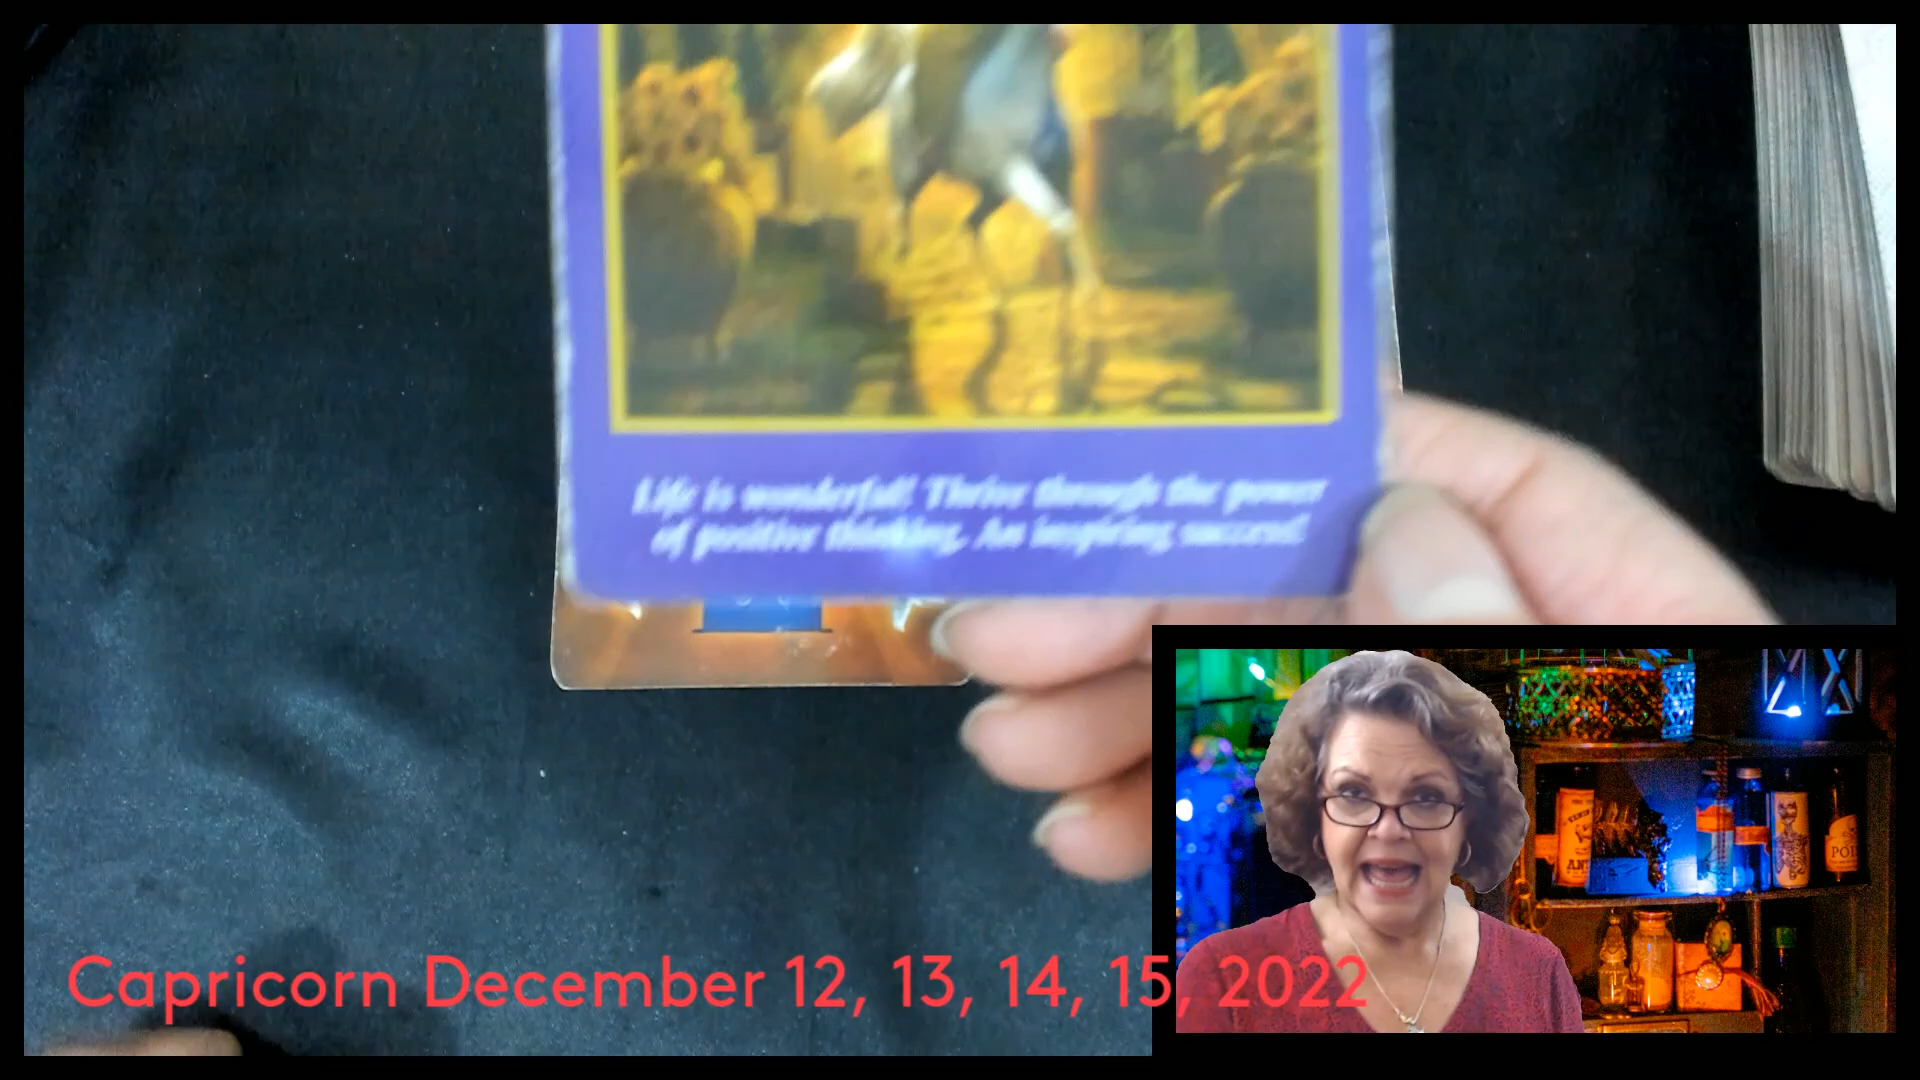 Life is wonderful! Thrive through the power
of positive thinking. An inspiring success!
POI
Capricorn December 12, 13, 14, 15, 2022